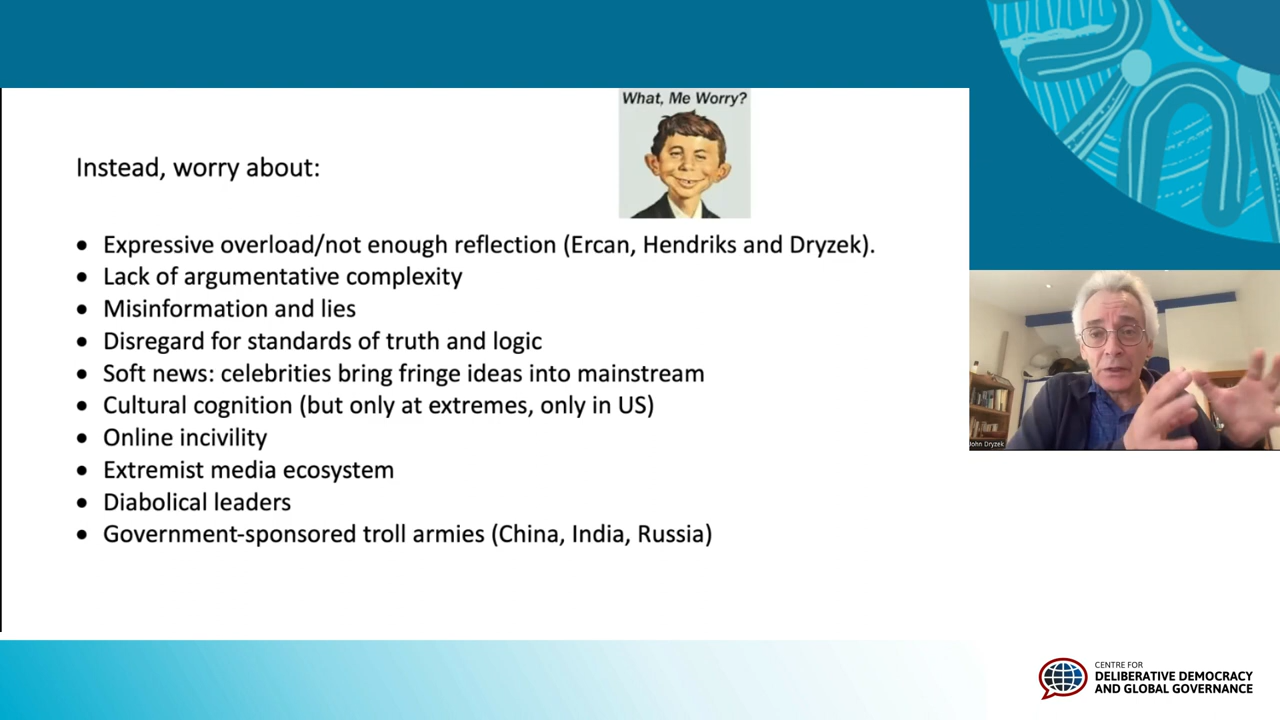 What, Me Worry?
Instead, worry about:
• Expressive overload/not enough reflection (Ercan, Hendriks and Dryzek).
• Lack of argumentative complexity
• Misinformation and lies
• Disregard for standards of truth and logic
• Soft news: celebrities bring fringe ideas into mainstream
• Cultural cognition (but only at extremes, only in US)
• Online incivility
• Extremist media ecosystem
• Diabolical leaders
• Government-sponsored troll armies (China, India, Russia)
John Dryzek
CENTRE FOR
DELIBERATIVE DEMOCRACY
AND GLOBAL GOVERNANCE